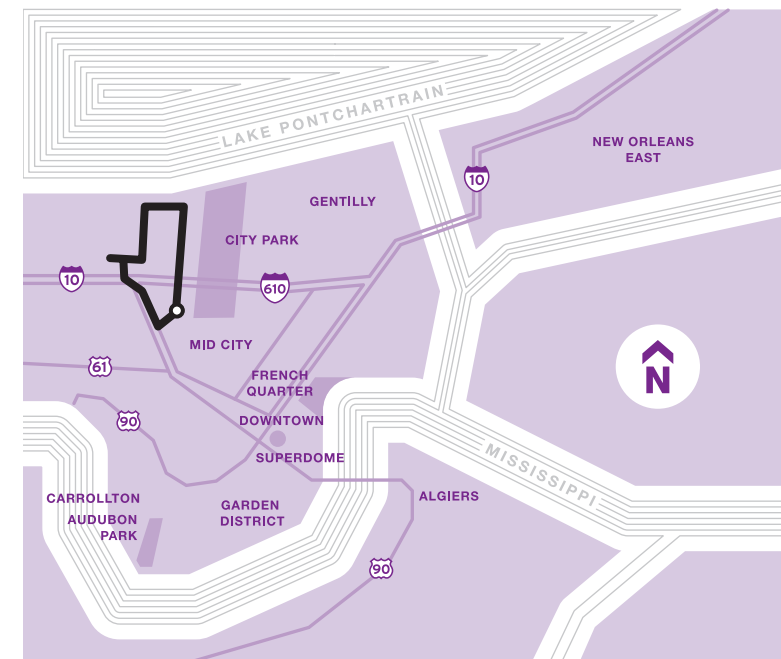 LAKE PONTCHARTRAIN
NEW ORLEANS
EAST
10
GENTILLY
CITY PARK
10
610
MID CITY
61
FRENCH
QUARTER
90
DOWNTOWN
N
SUPERDOME
MISSISSIPPI
CARROLLTON
ALGIERS
GARDEN
DISTRICT
AUDUBON
PARK
90